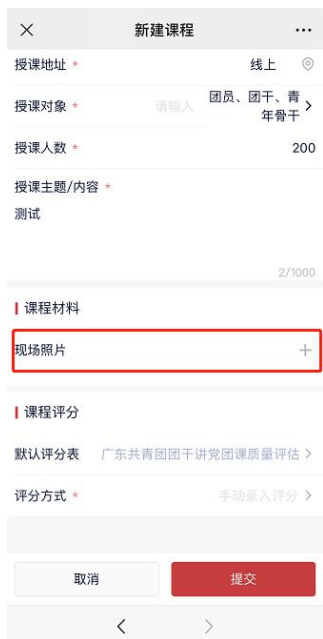 新建课程
授课地址 * 线上
授课对象 * 请输入 团员、团干、青
年骨干
授课人数 * 200
授课主题/内容 *
测试
2/1000
课程材料
现场照片
课程评分
默认评分表 广东共青团团干讲党团课质量评估
评分方式 * 手动录入评分
取消 提交